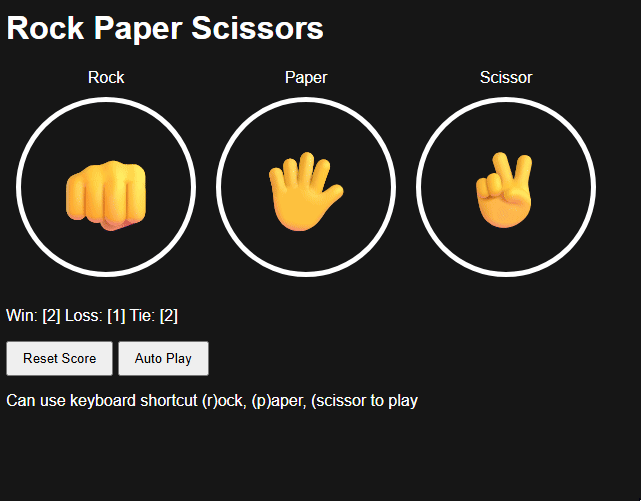 Rock Paper Scissors
Rock Paper Scissor
Win: [2] Loss: [1] Tie: [2]
Reset Score Auto Play
Can use keyboard shortcut (r)ock, (p)aper, (scissor to play